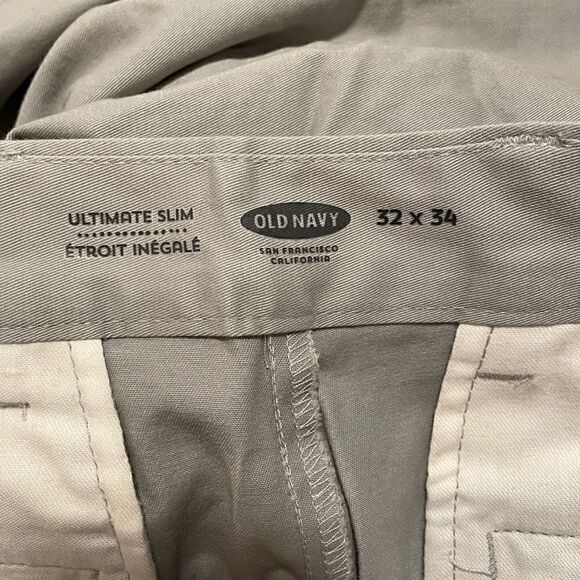 ULTIMATE SLIM
ÉTROIT INÉGALÉ
OLD NAVY
SAN FRANCISCO
CALIFORNIA
32 x 34